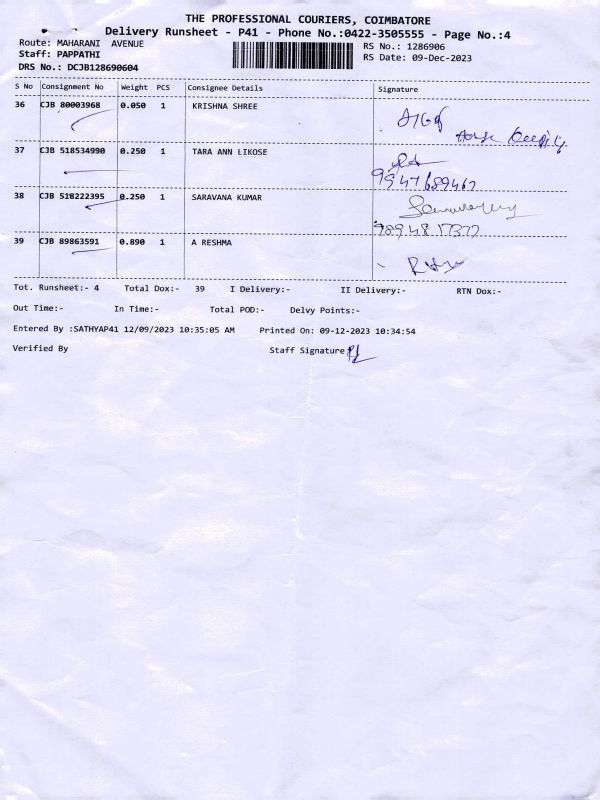 THE PROFESSIONAL COURIERS, COIMBATORE
Delivery Runsheet - P41 - Phone No.:0422-3505555 - Page No.:4
Route: MAHARANI AVENUE
RS No.: 1286906
Staff: PAPPATHI
RS Date: 09-Dec-2023
DRS No.: DCJB128690604
S No Consignment No Weight PCS Consignee Details Signature
36 CJB 80003968 0.050 1 KRISHNA SHREE
37 CJB 518534990 0.250 1 TARA ANN LIKOSE
38 CJB 518222395 0.250 1 SARAVANA KUMAR
39 CJB 89863591 0.890 1 A RESHMA
Tot. Runsheet:- 4 Total Dox:- 39 I Delivery:- II Delivery:- RTN Dox:-
Out Time:- In Time:- Total POD:- Delvy Points:-
Entered By :SATHYAP41 12/09/2023 10:35:05 AM Printed On: 09-12-2023 10:34:54
Verified By Staff Signature